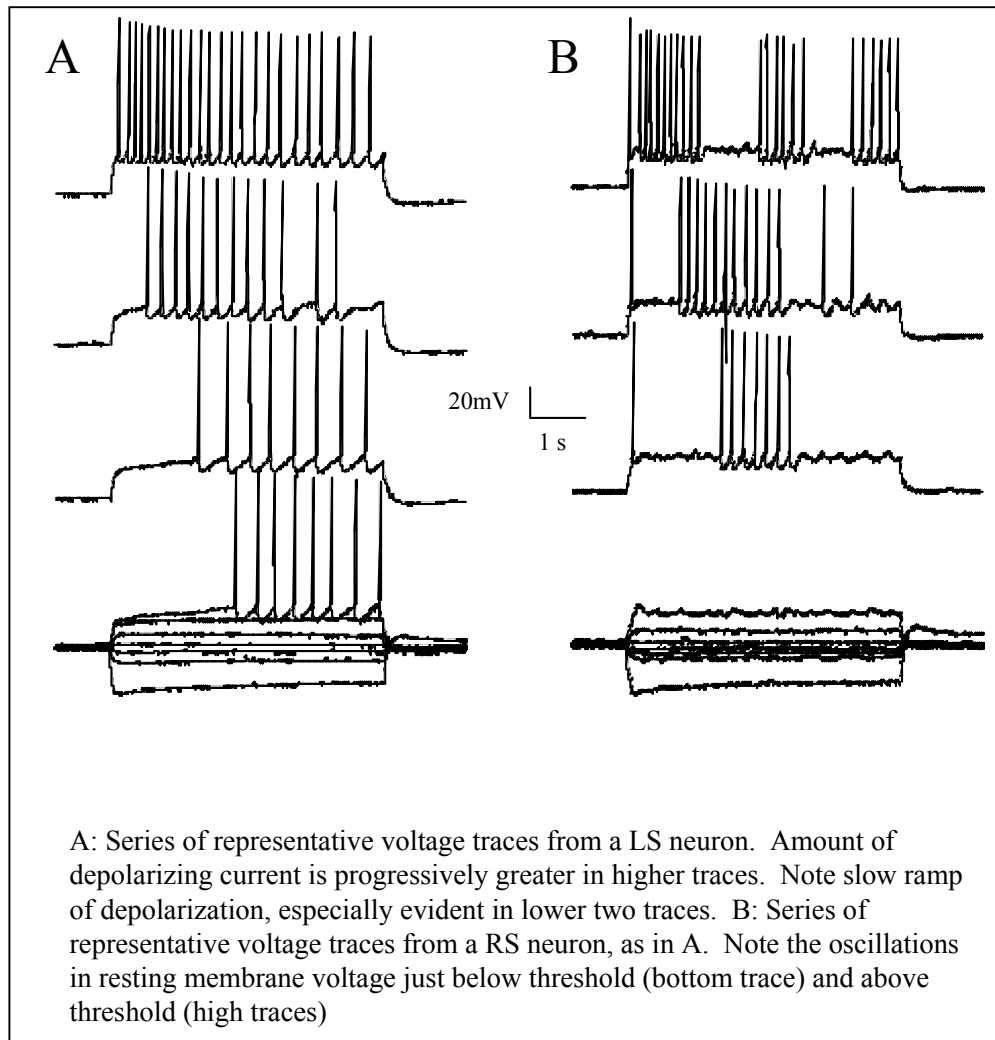 A
B
20mV
1 s
A: Series of representative voltage traces from a LS neuron.  Amount of
depolarizing current is progressively greater in higher traces.  Note slow ramp
of depolarization, especially evident in lower two traces.  B: Series of
representative voltage traces from a RS neuron, as in A.  Note the oscillations
in resting membrane voltage just below threshold (bottom trace) and above
threshold (high traces)